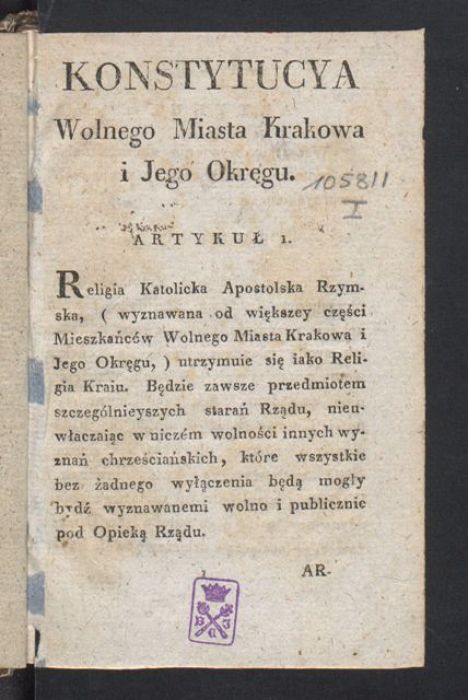 KONSTYTUCYA
Wolnego Miasta Krakowa
i Jego Okręgu.
105811
I
ARTYKUŁ 1.
Religia Katolicka Apostolska Rzym-
ska, ( wyznawana od większey części
Mieszkańców Wolnego Miasta Krakowa i
Jego Okręgu, ) utrzymuie się iako Reli-
gia Kraiu. Będzie zawsze przedmiotem
szczególnieyszych starań Rządu, nieu-
właczaiąc w niczém wolności innych wy-
znań chrześciańskich, które wszystkie
bez żadnego wyłączenia będą mogły
bydź wyznawanemi wolno i publicznie
pod Opieką Rządu.
1 AR-
B J